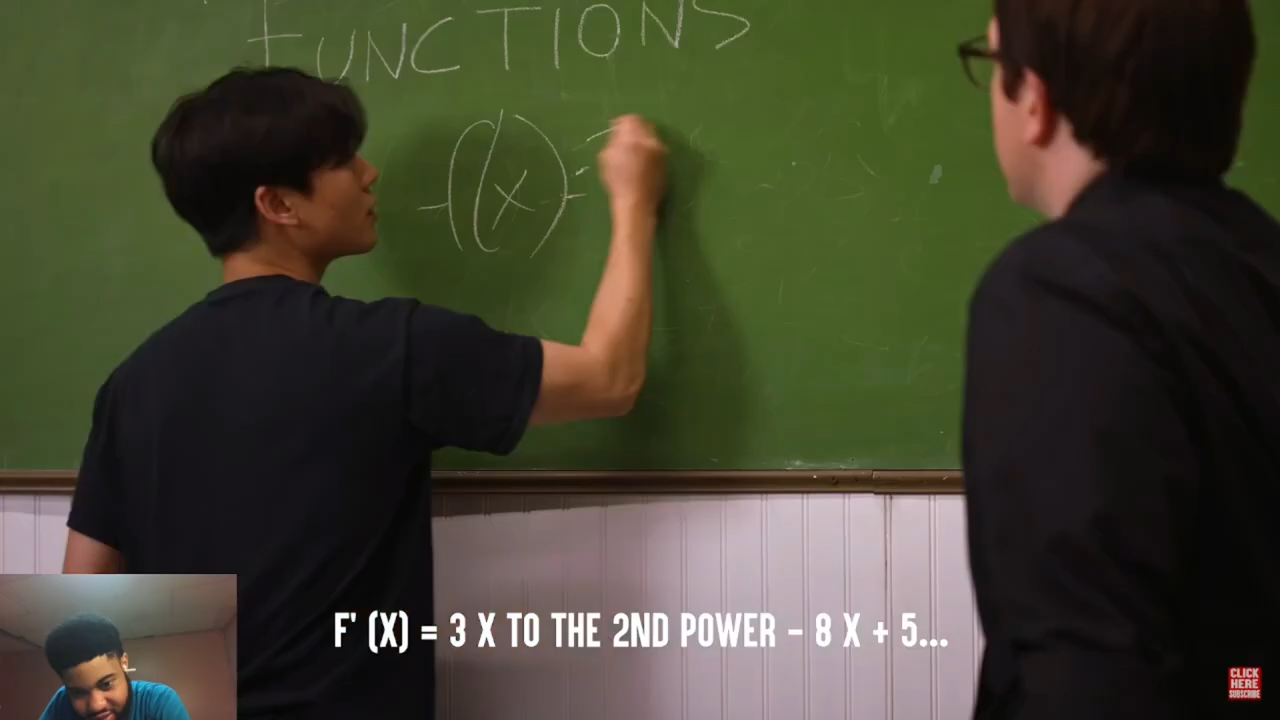 FUNCTIONS
(x) =
F' (X) = 3 X TO THE 2ND POWER – 8 X + 5...
CLICK
HERE
SUBSCRIBE